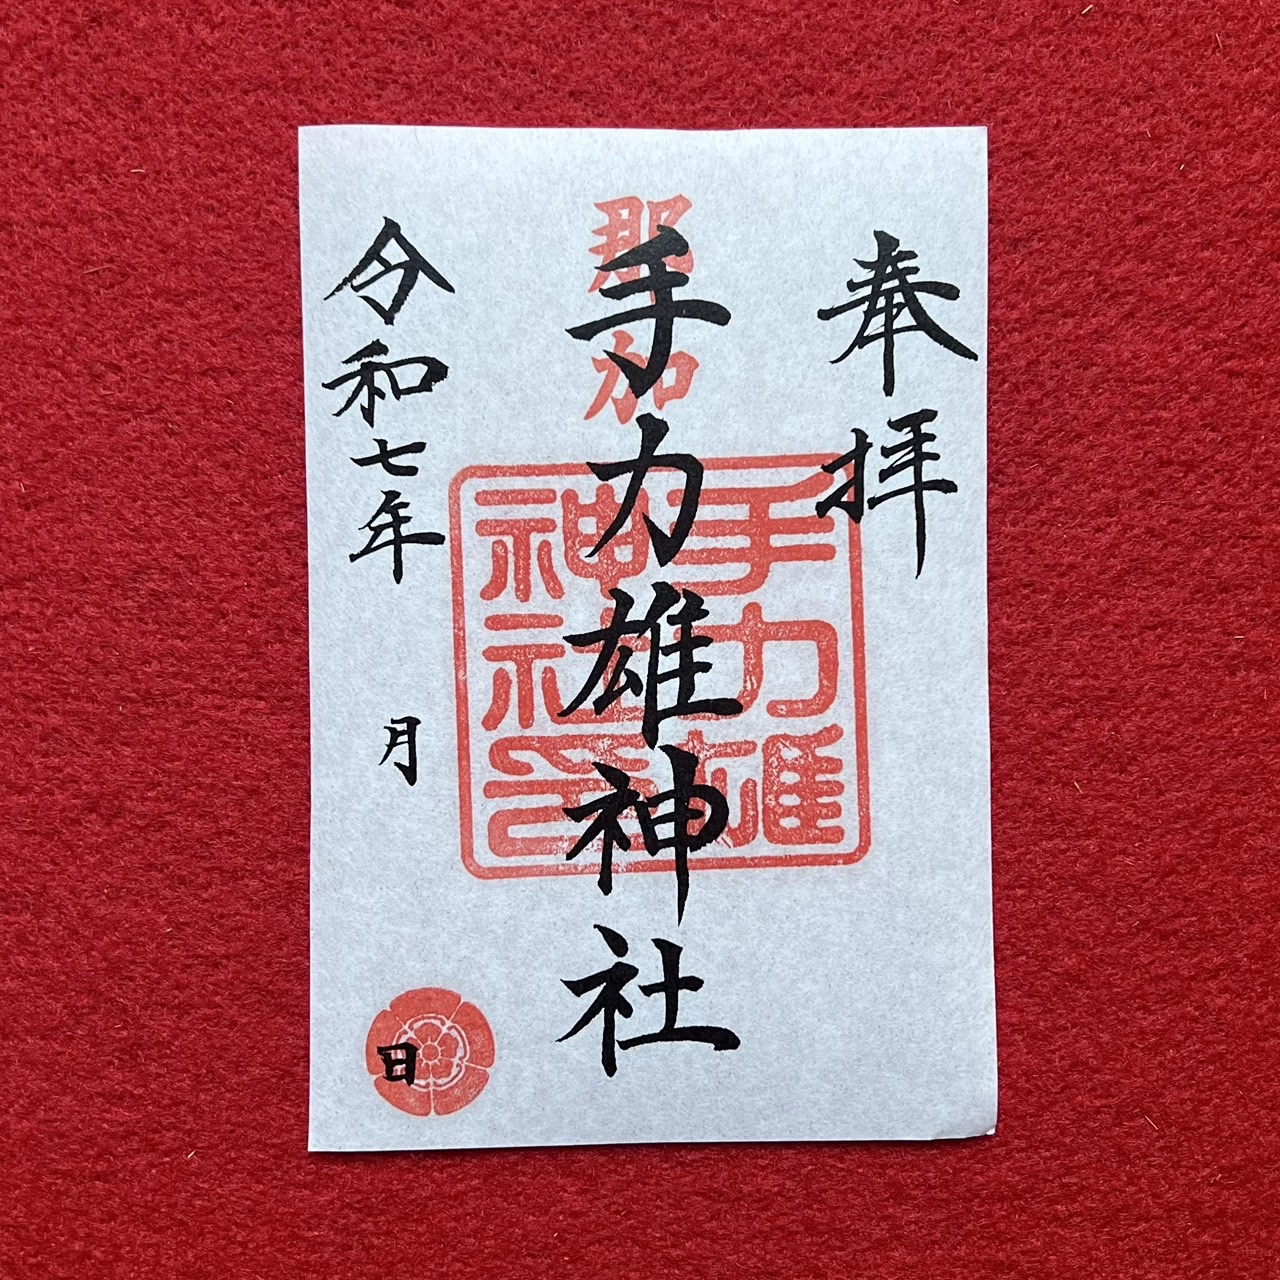 奉拝
那加
手力雄神社
手力雄神社印
令和七年 月 日